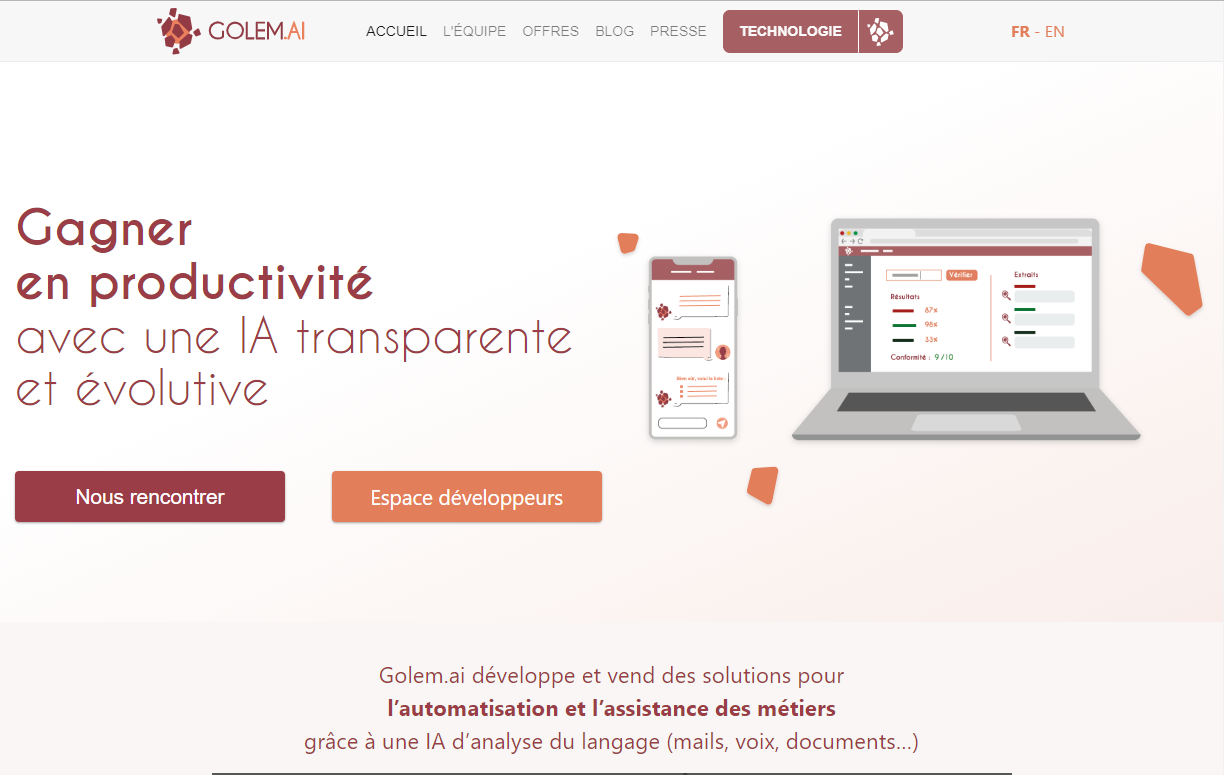 GOLEM.AI
ACCUEIL L'ÉQUIPE OFFRES BLOG PRESSE TECHNOLOGIE FR - EN
Gagner
en productivité
avec une IA transparente
et évolutive
Nous rencontrer
Espace développeurs
Bien sûr, voici la liste :
Vérifier
Résultats
87%
98%
33%
Conformité : 9/10
Extraits
Golem.ai développe et vend des solutions pour
l’automatisation et l’assistance des métiers
grâce à une IA d’analyse du langage (mails, voix, documents...)